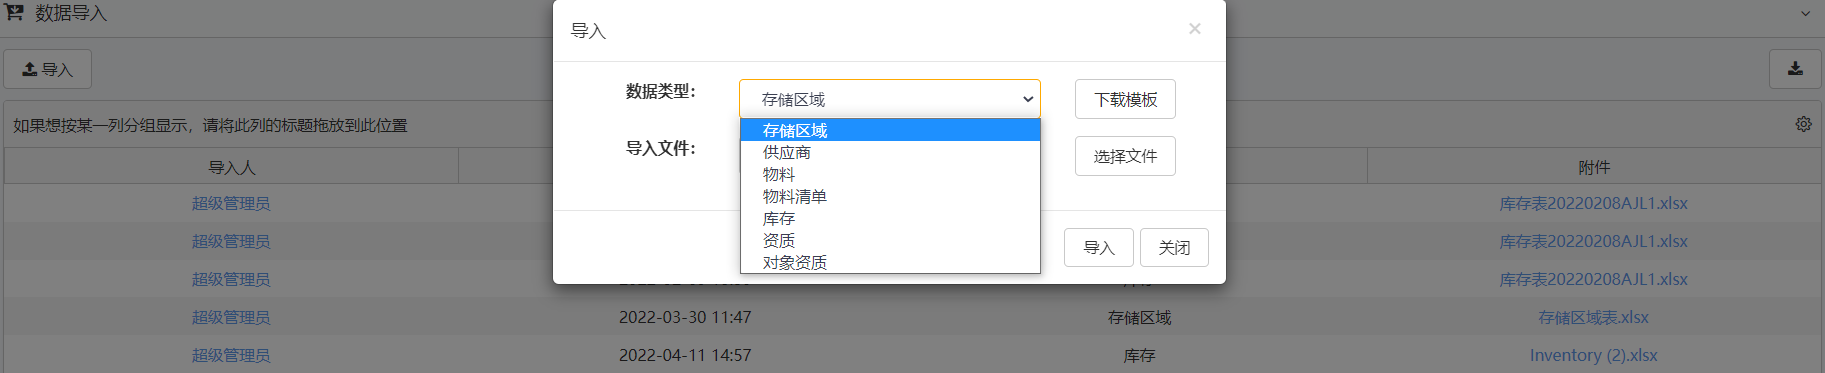 数据导入
导入
×
导入
数据类型：
存储区域
下载模板
存储区域
供应商
物料
物料清单
库存
资质
对象资质
导入文件：
选择文件
导入
关闭
如果想按某一列分组显示，请将此列的标题拖放到此位置
导入人 附件
超级管理员 库存表20220208AJL1.xlsx
超级管理员 库存表20220208AJL1.xlsx
超级管理员 库存表20220208AJL1.xlsx
超级管理员 2022-03-30 11:47 存储区域 存储区域表.xlsx
超级管理员 2022-04-11 14:57 库存 Inventory (2).xlsx